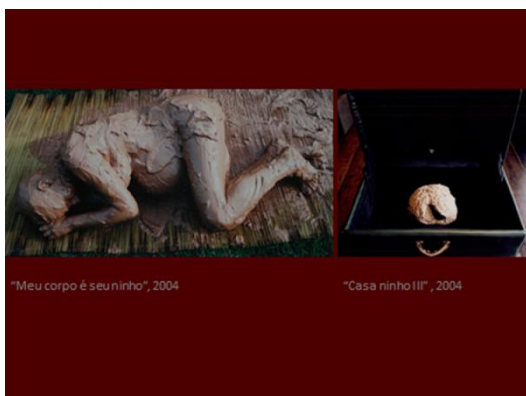 “Meu corpo é seu ninho”, 2004
“Casa ninho III” , 2004